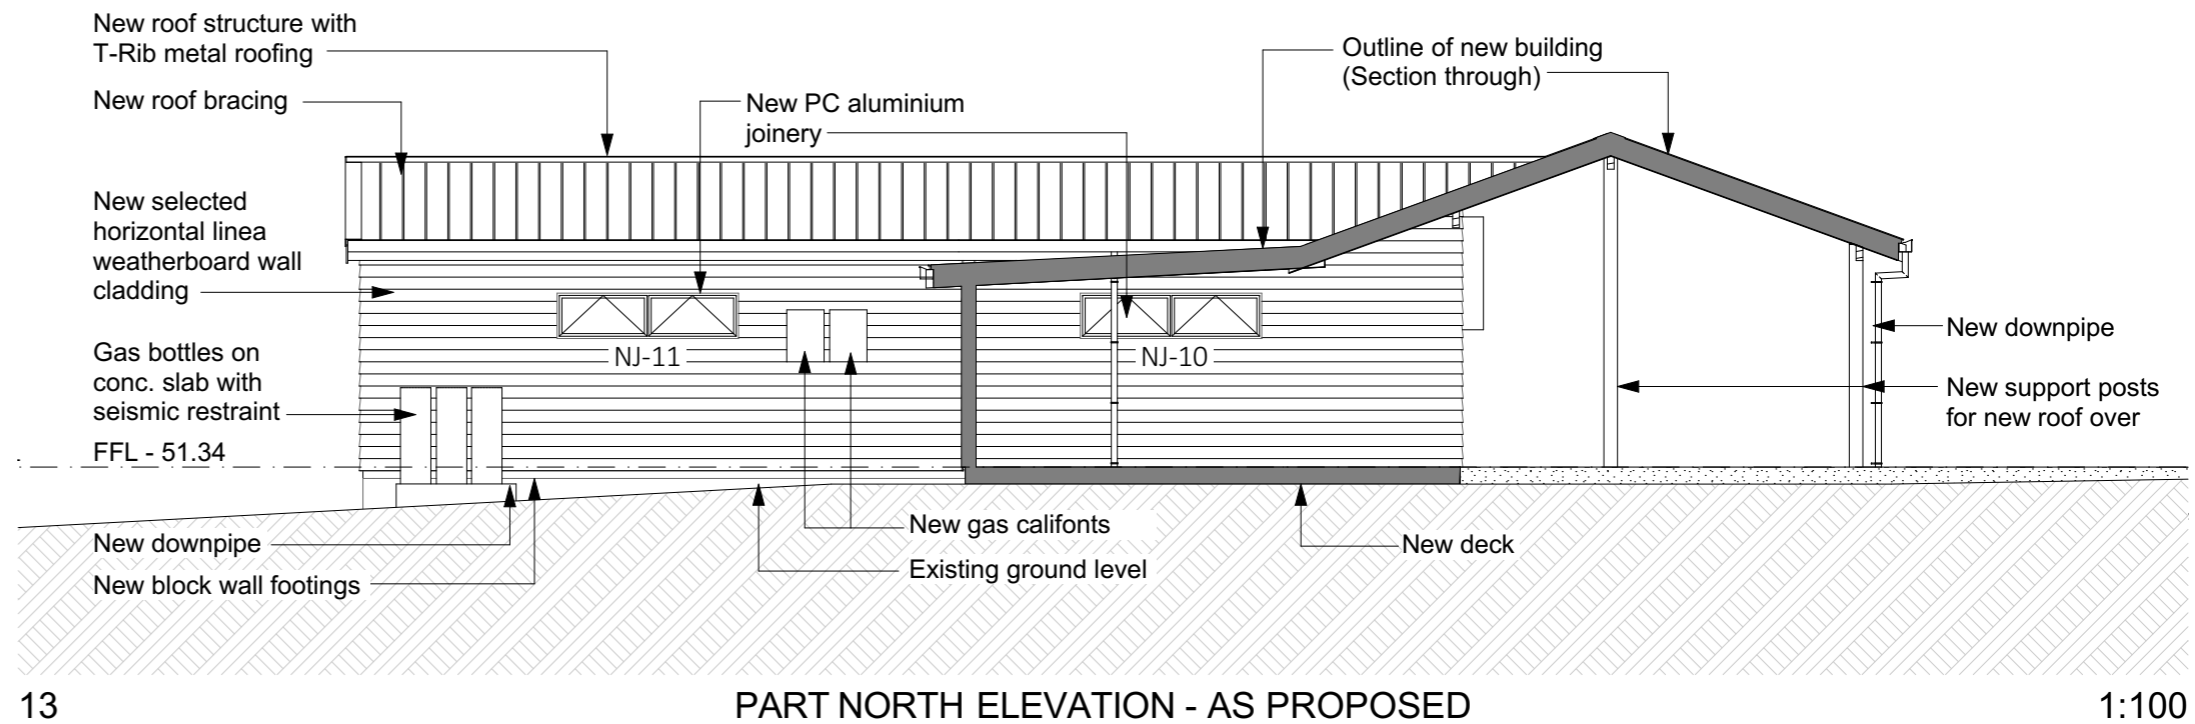 New roof structure with
T-Rib metal roofing
New roof bracing
New selected
horizontal linea
weatherboard wall
cladding
Gas bottles on
conc. slab with
seismic restraint
FFL - 51.34
New downpipe
New block wall footings
New PC aluminium
joinery
NJ-11
NJ-10
New gas califonts
Existing ground level
Outline of new building
(Section through)
New deck
New downpipe
New support posts
for new roof over
13
PART NORTH ELEVATION - AS PROPOSED
1:100